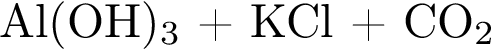 Al(OH)₃ + KCl + CO₂